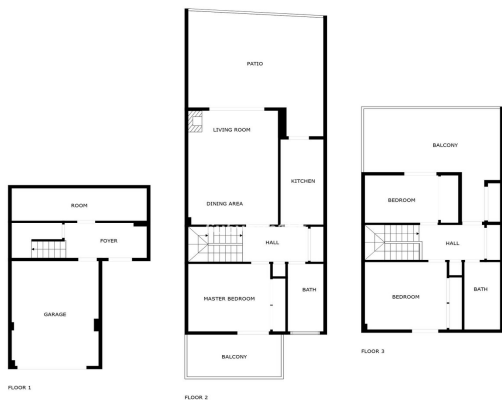 ROOM
FOYER
GARAGE
FLOOR 1
PATIO
LIVING ROOM
KITCHEN
DINING AREA
HALL
MASTER BEDROOM
BATH
BALCONY
FLOOR 2
BALCONY
BEDROOM
HALL
BEDROOM
BATH
FLOOR 3